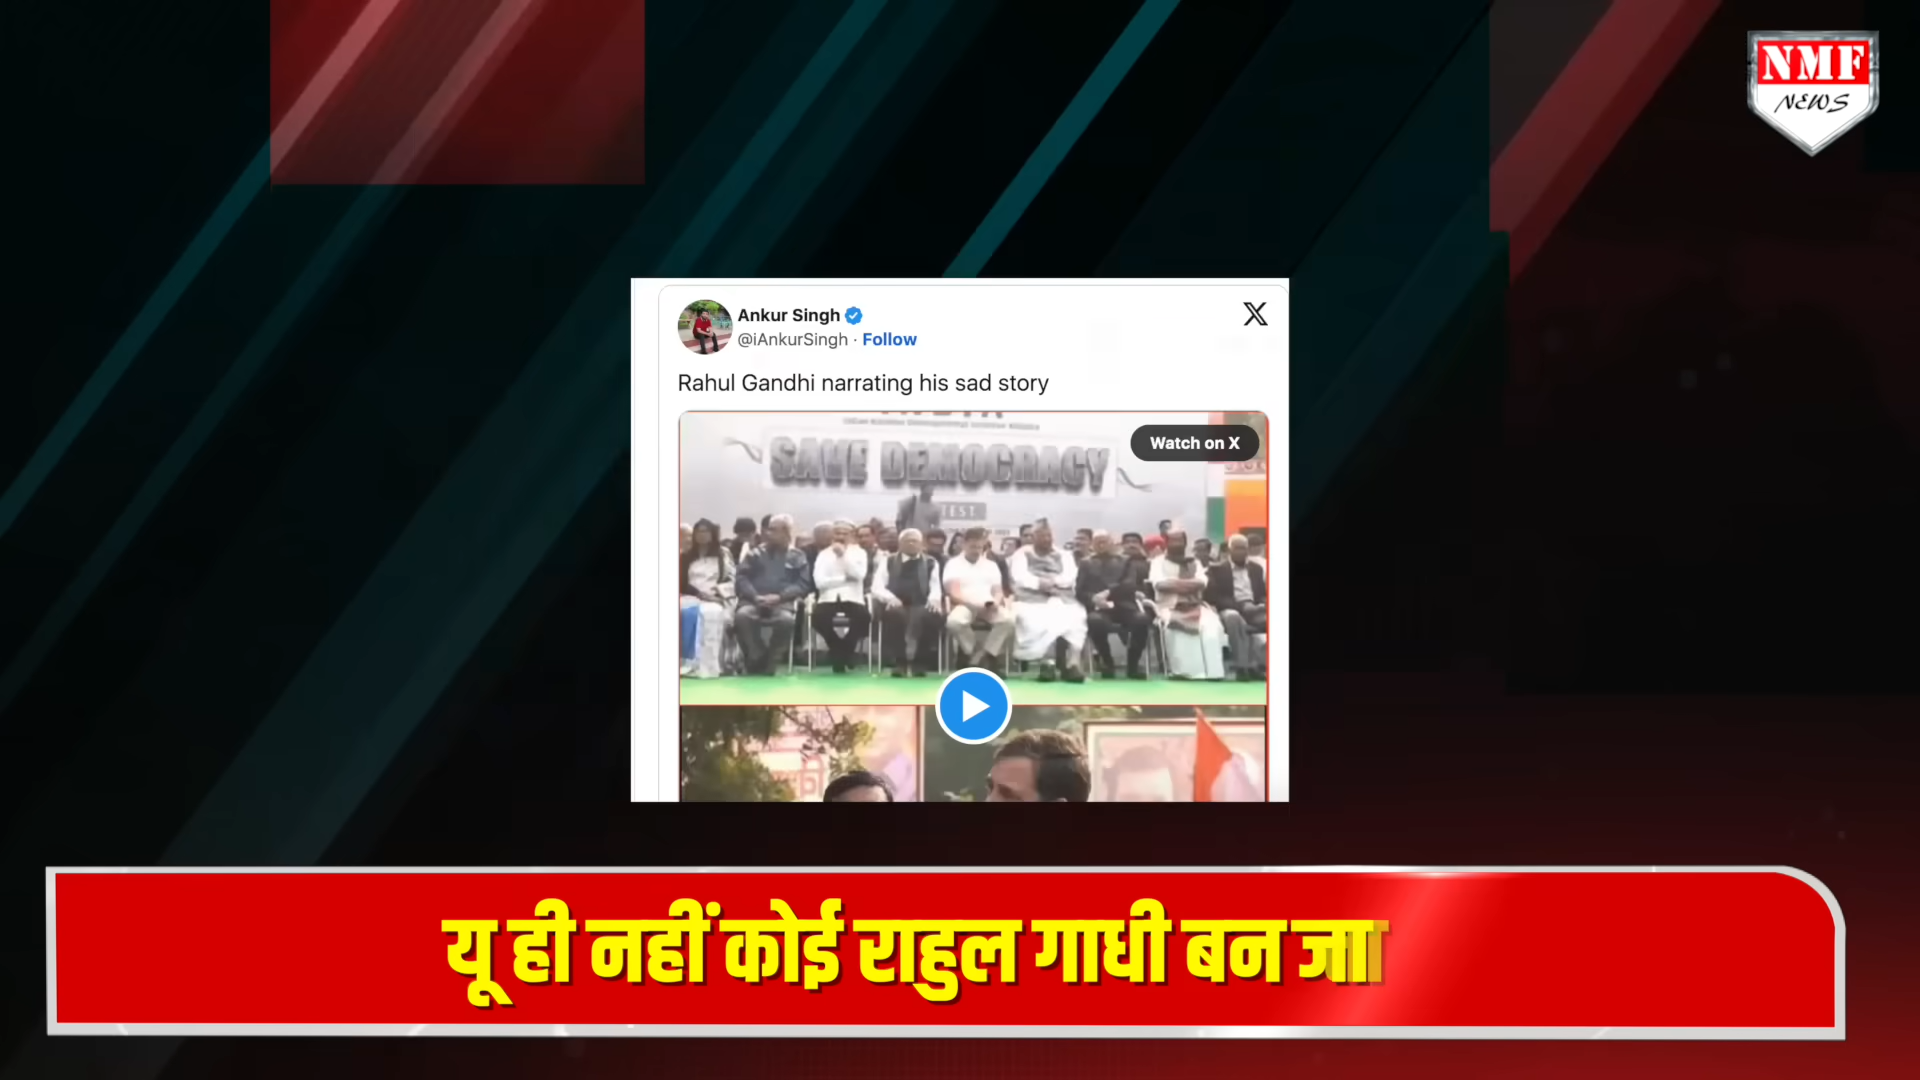 NMF
NEWS
Ankur Singh
@iAnkurSingh · Follow
X
Rahul Gandhi narrating his sad story
Watch on X
SAVE DEMOCRACY
यू ही नहीं कोई राहुल गाधी बन जा